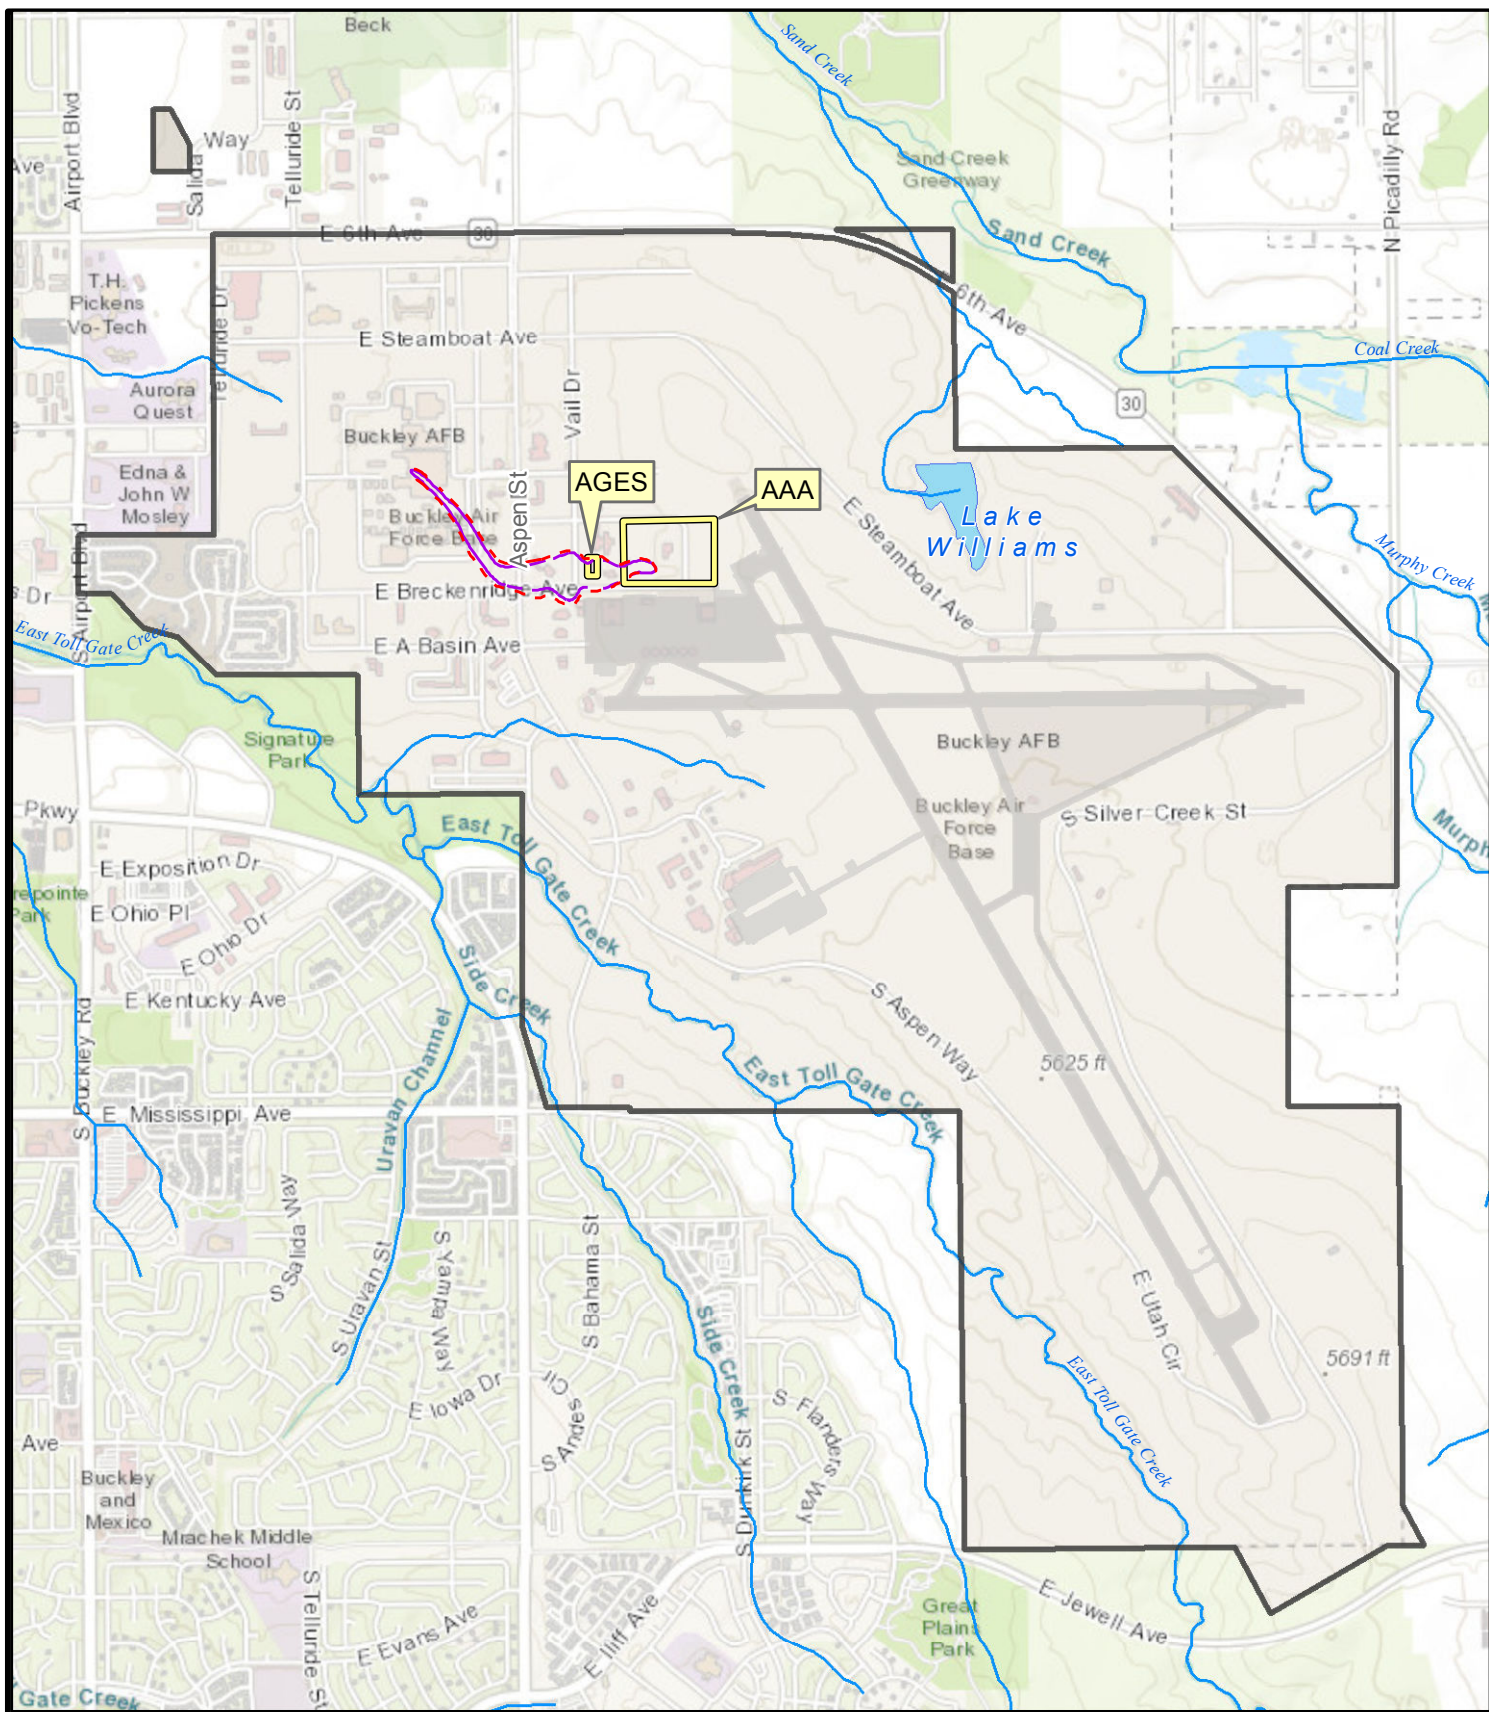 Beck
Sand Creek
Airport Blvd
Telluride St
Way
Salida
Ave
N Picadilly Rd
Sand Creek
Greenway
Sand Creek
E 6th Ave
30
T.H.
Pickens
Vo-Tech
Telluride Dr
6th Ave
E Steamboat Ave
Coal Creek
Aurora
Quest
Vail Dr
30
Buckley AFB
Edna &
John W
Mosley
AGES
AAA
Aspen St
Buckley Air
Force Base
E Steamboat Ave
Lake
Williams
S Airport Blvd
Murphy Creek
s Dr
E Breckenridge Ave
East Toll Gate Creek
E A Basin Ave
Signature
Park
Buckley AFB
Pkwy
Buckley Air
Force
Base
S Silver Creek St
East Toll Gate Creek
Murph
E Exposition Dr
repointe
Park
E Ohio Pl
E Ohio Dr
Side Creek
E Kentucky Ave
S Buckley Rd
Uravan Channel
S Aspen Way
5625 ft
East Toll Gate Creek
E Mississippi Ave
S Salida Way
S Uravan St
S Yampa Way
S Bahama St
E Utah Cir
Side Creek
5691 ft
East Toll Gate Creek
E Iowa Dr
S Andes Cir
S Flanders Way
Ave
S Dunkirk St
Buckley
and
Mexico
Mrachek Middle
School
S Telluride St
E Evans Ave
E Iliff Ave
Great
Plains
Park
E Jewell Ave
Gate Creek